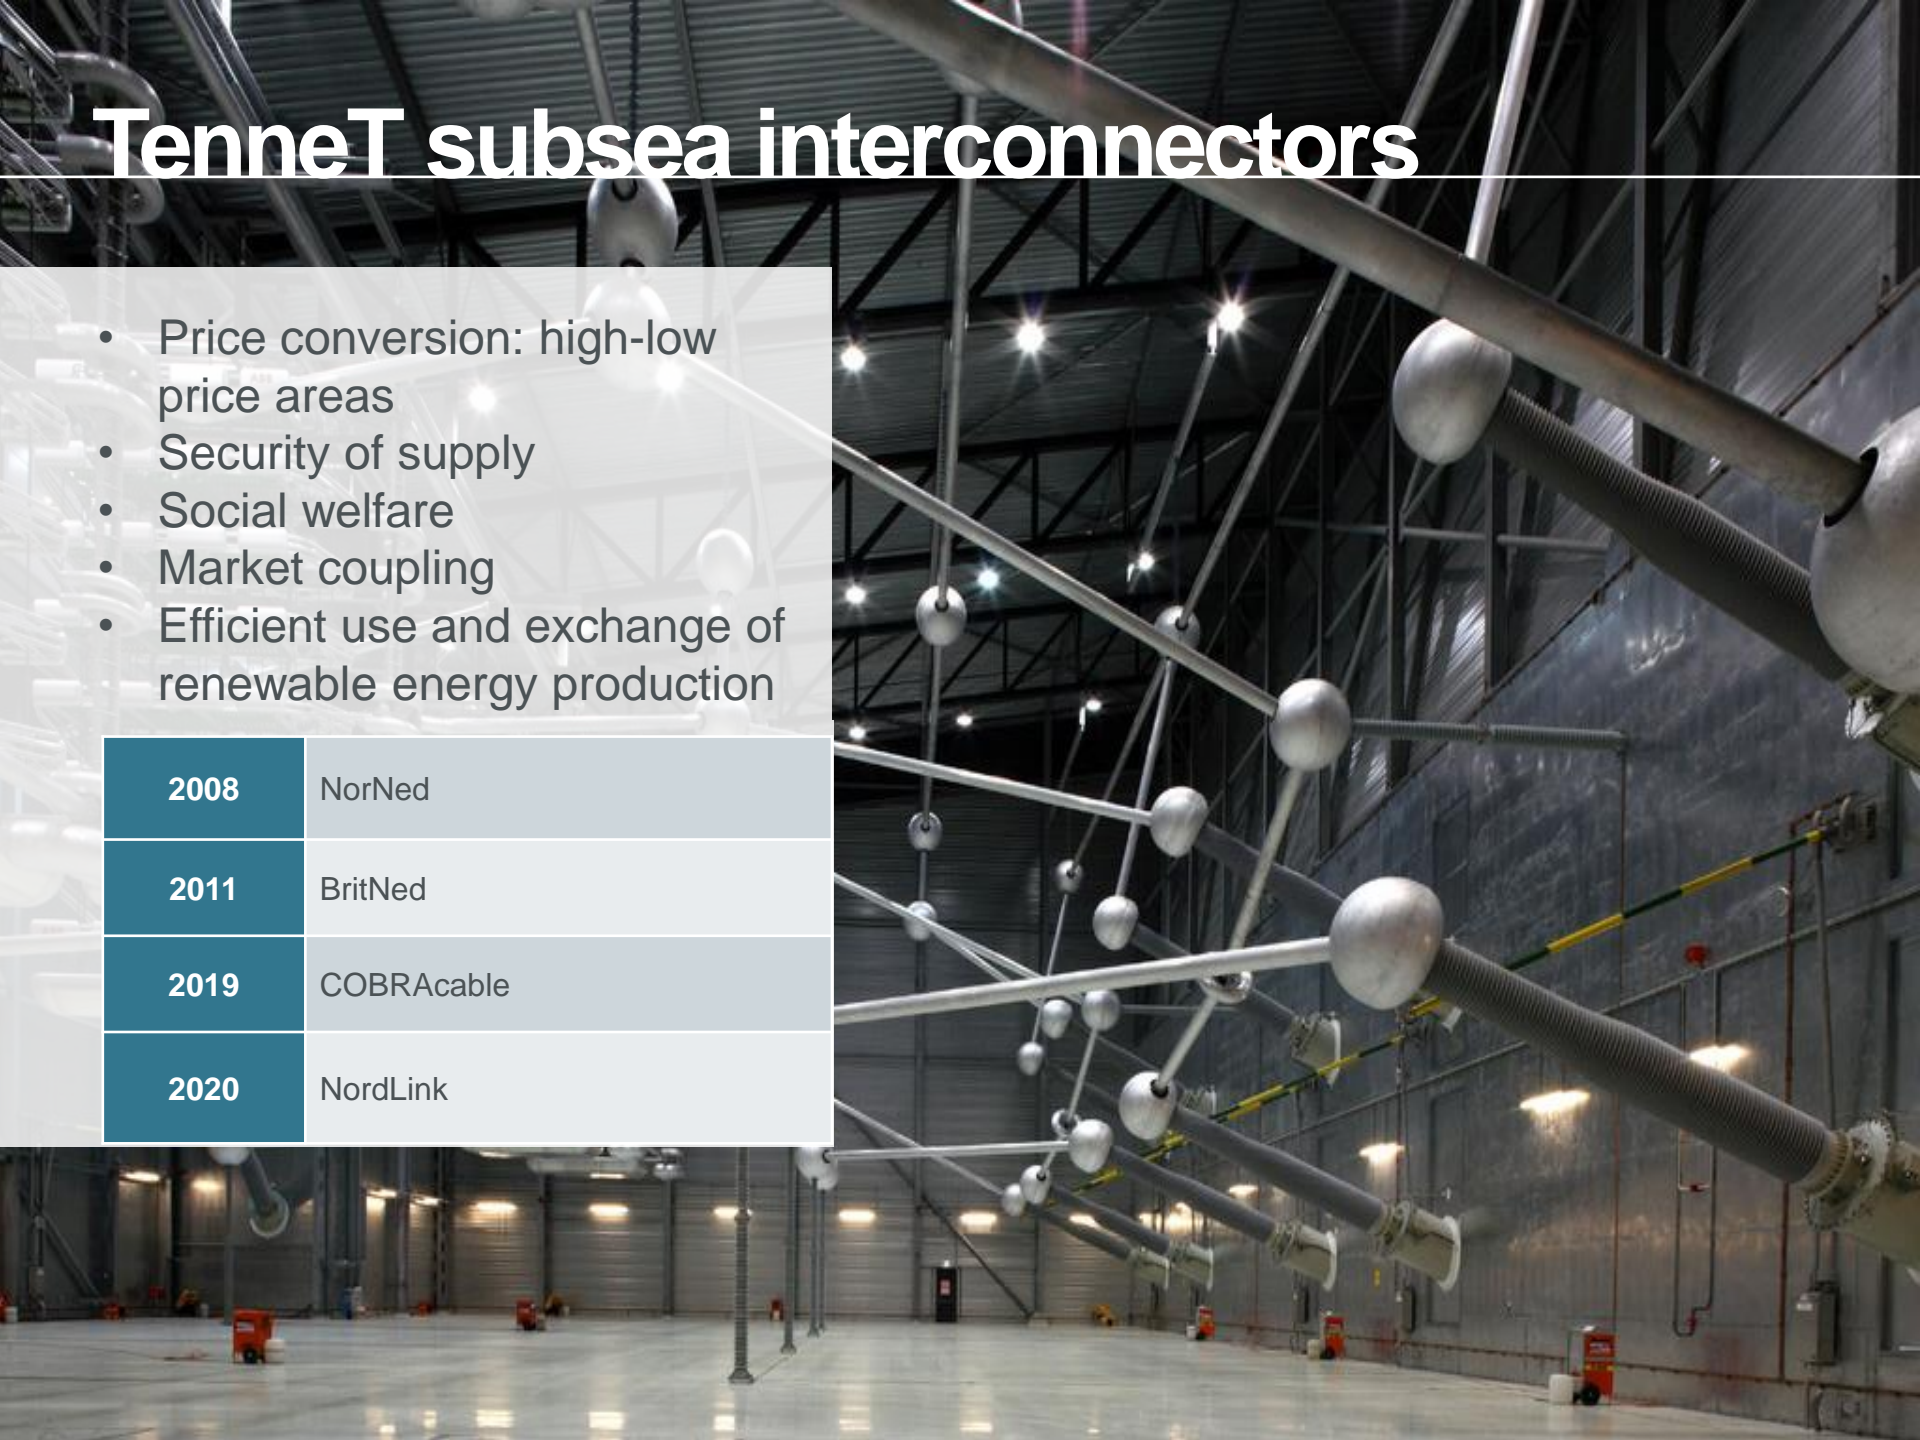 TenneT subsea interconnectors
• Price conversion: high-low
price areas
• Security of supply
• Social welfare
• Market coupling
• Efficient use and exchange of
renewable energy production
2008 NorNed
2011 BritNed
2019 COBRAcable
2020 NordLink